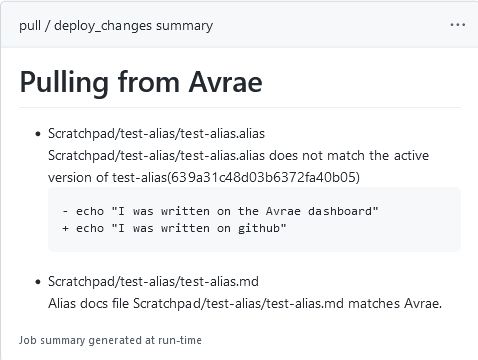 pull / deploy_changes summary
Pulling from Avrae
Scratchpad/test-alias/test-alias.alias
Scratchpad/test-alias/test-alias.alias does not match the active
version of test-alias(639a31c48d03b6372fa40b05)
- echo "I was written on the Avrae dashboard"
+ echo "I was written on github"
Scratchpad/test-alias/test-alias.md
Alias docs file Scratchpad/test-alias/test-alias.md matches Avrae.
Job summary generated at run-time